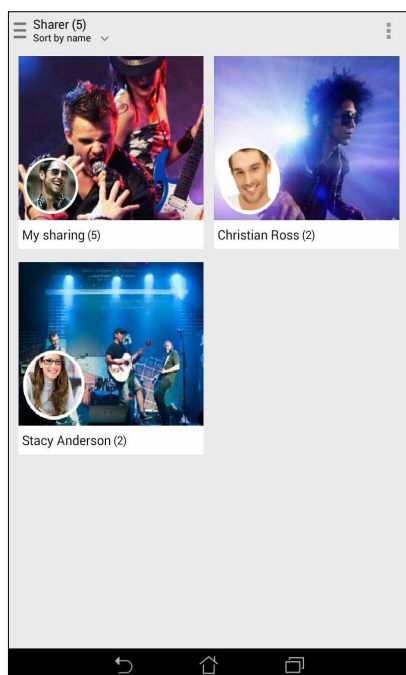 Sharer (5)
Sort by name
My sharing (5)
Christian Ross (2)
Stacy Anderson (2)